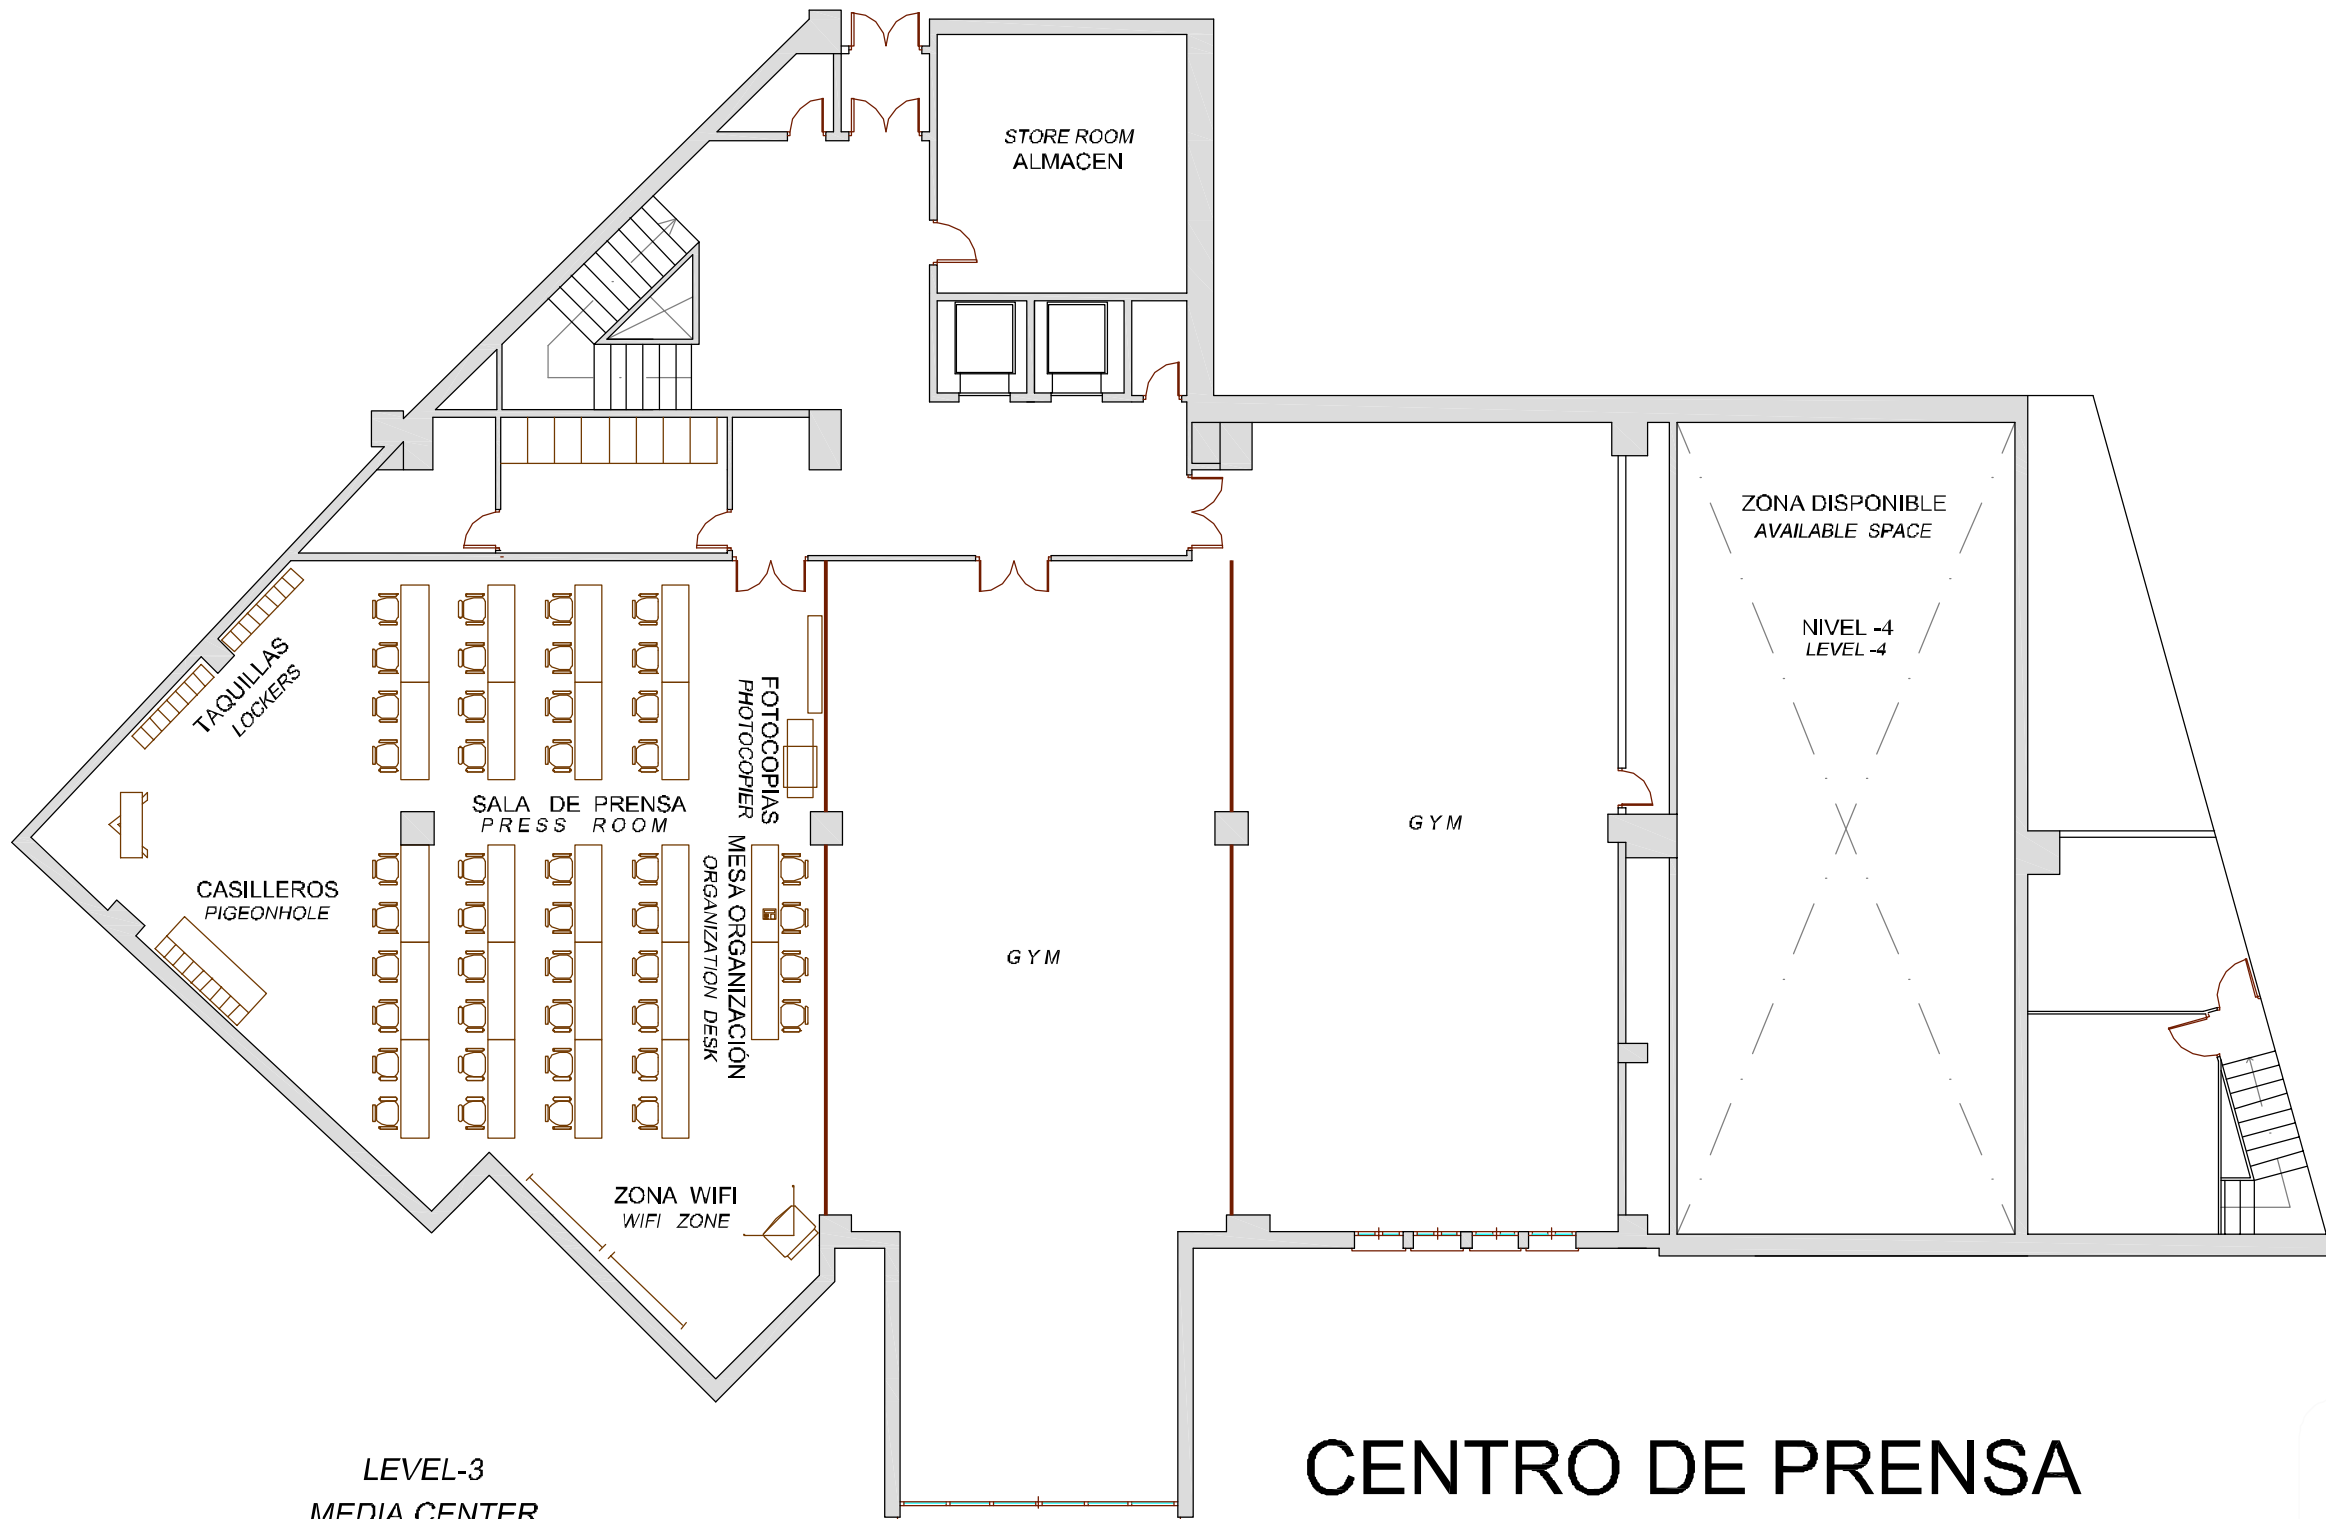 STORE ROOM
ALMACEN
ZONA DISPONIBLE
AVAILABLE SPACE
NIVEL -4
LEVEL -4
TAQUILLAS
LOCKERS
FOTOCOPIAS
PHOTOCOPIER
SALA DE PRENSA
PRESS ROOM
GYM
CASILLEROS
PIGEONHOLE
MESA ORGANIZACIÓN
ORGANIZATION DESK
GYM
ZONA WIFI
WIFI ZONE
CENTRO DE PRENSA
LEVEL-3
MEDIA CENTER